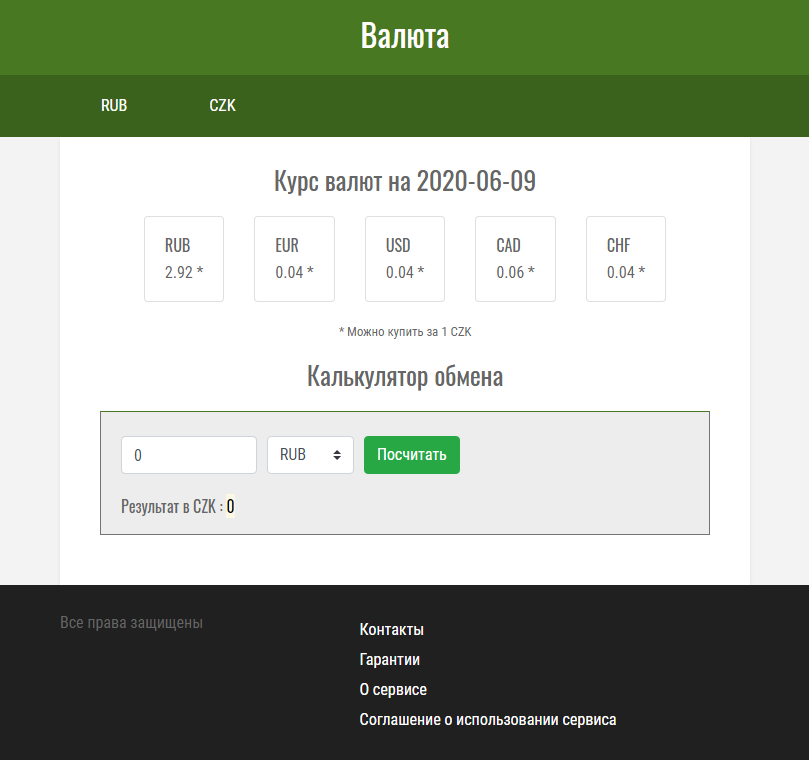 Валюта
RUB CZK
Курс валют на 2020-06-09
RUB EUR USD CAD CHF
2.92 * 0.04 * 0.04 * 0.06 * 0.04 *
* Можно купить за 1 CZK
Калькулятор обмена
0 RUB Посчитать
Результат в CZK : 0
Все права защищены
Контакты
Гарантии
О сервисе
Соглашение о использовании сервиса